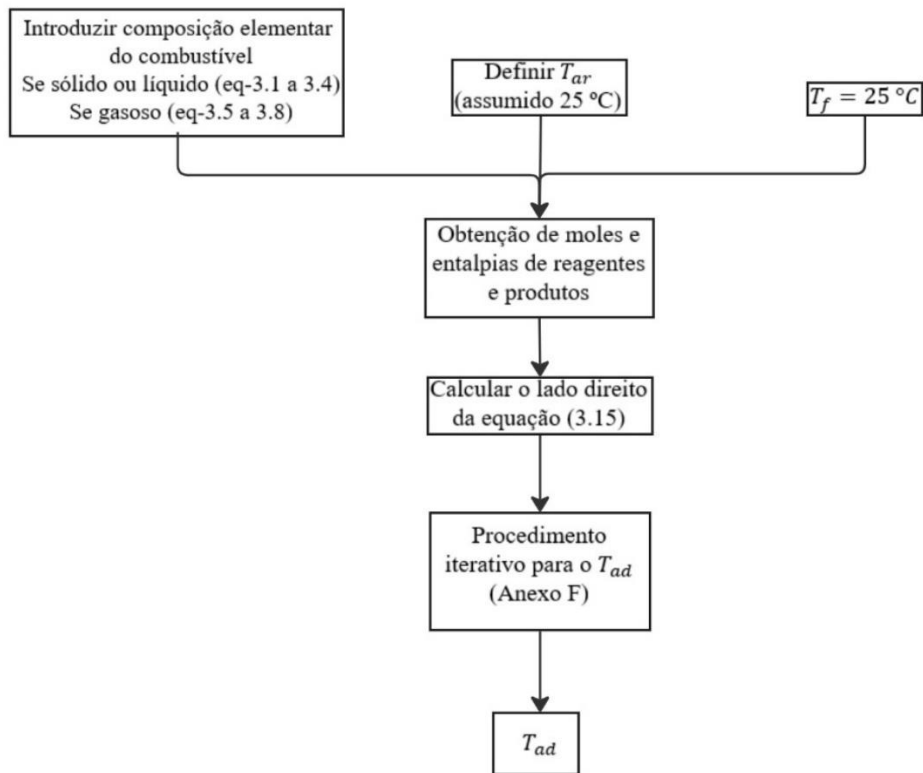 Introduzir composição elementar
do combustível
Se sólido ou líquido (eq-3.1 a 3.4)
Se gasoso (eq-3.5 a 3.8)
Definir T_ar
(assumido 25 ºC)
T_f = 25 °C
Obtenção de moles e
entalpias de reagentes
e produtos
Calcular o lado direito
da equação (3.15)
Procedimento
iterativo para o T_ad
(Anexo F)
T_ad